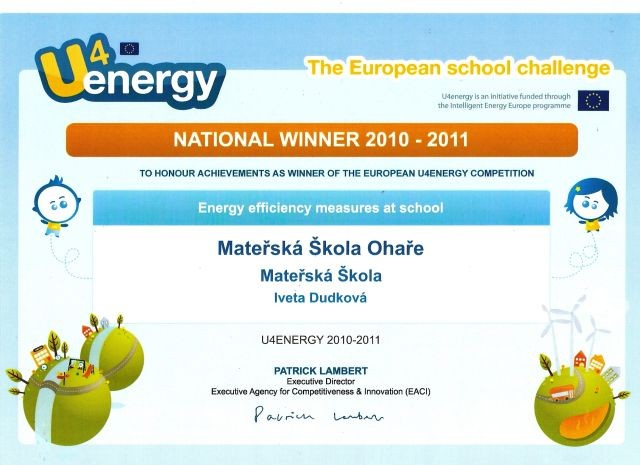 U4energy
The European school challenge
U4energy is an Initiative funded through
the Intelligent Energy Europe programme
NATIONAL WINNER 2010 - 2011
TO HONOUR ACHIEVEMENTS AS WINNER OF THE EUROPEAN U4ENERGY COMPETITION
Energy efficiency measures at school
Mateřská Škola Ohaře
Mateřská Škola
Iveta Dudková
U4ENERGY 2010-2011
PATRICK LAMBERT
Executive Director
Executive Agency for Competitiveness & Innovation (EACI)
Patrick Lambert